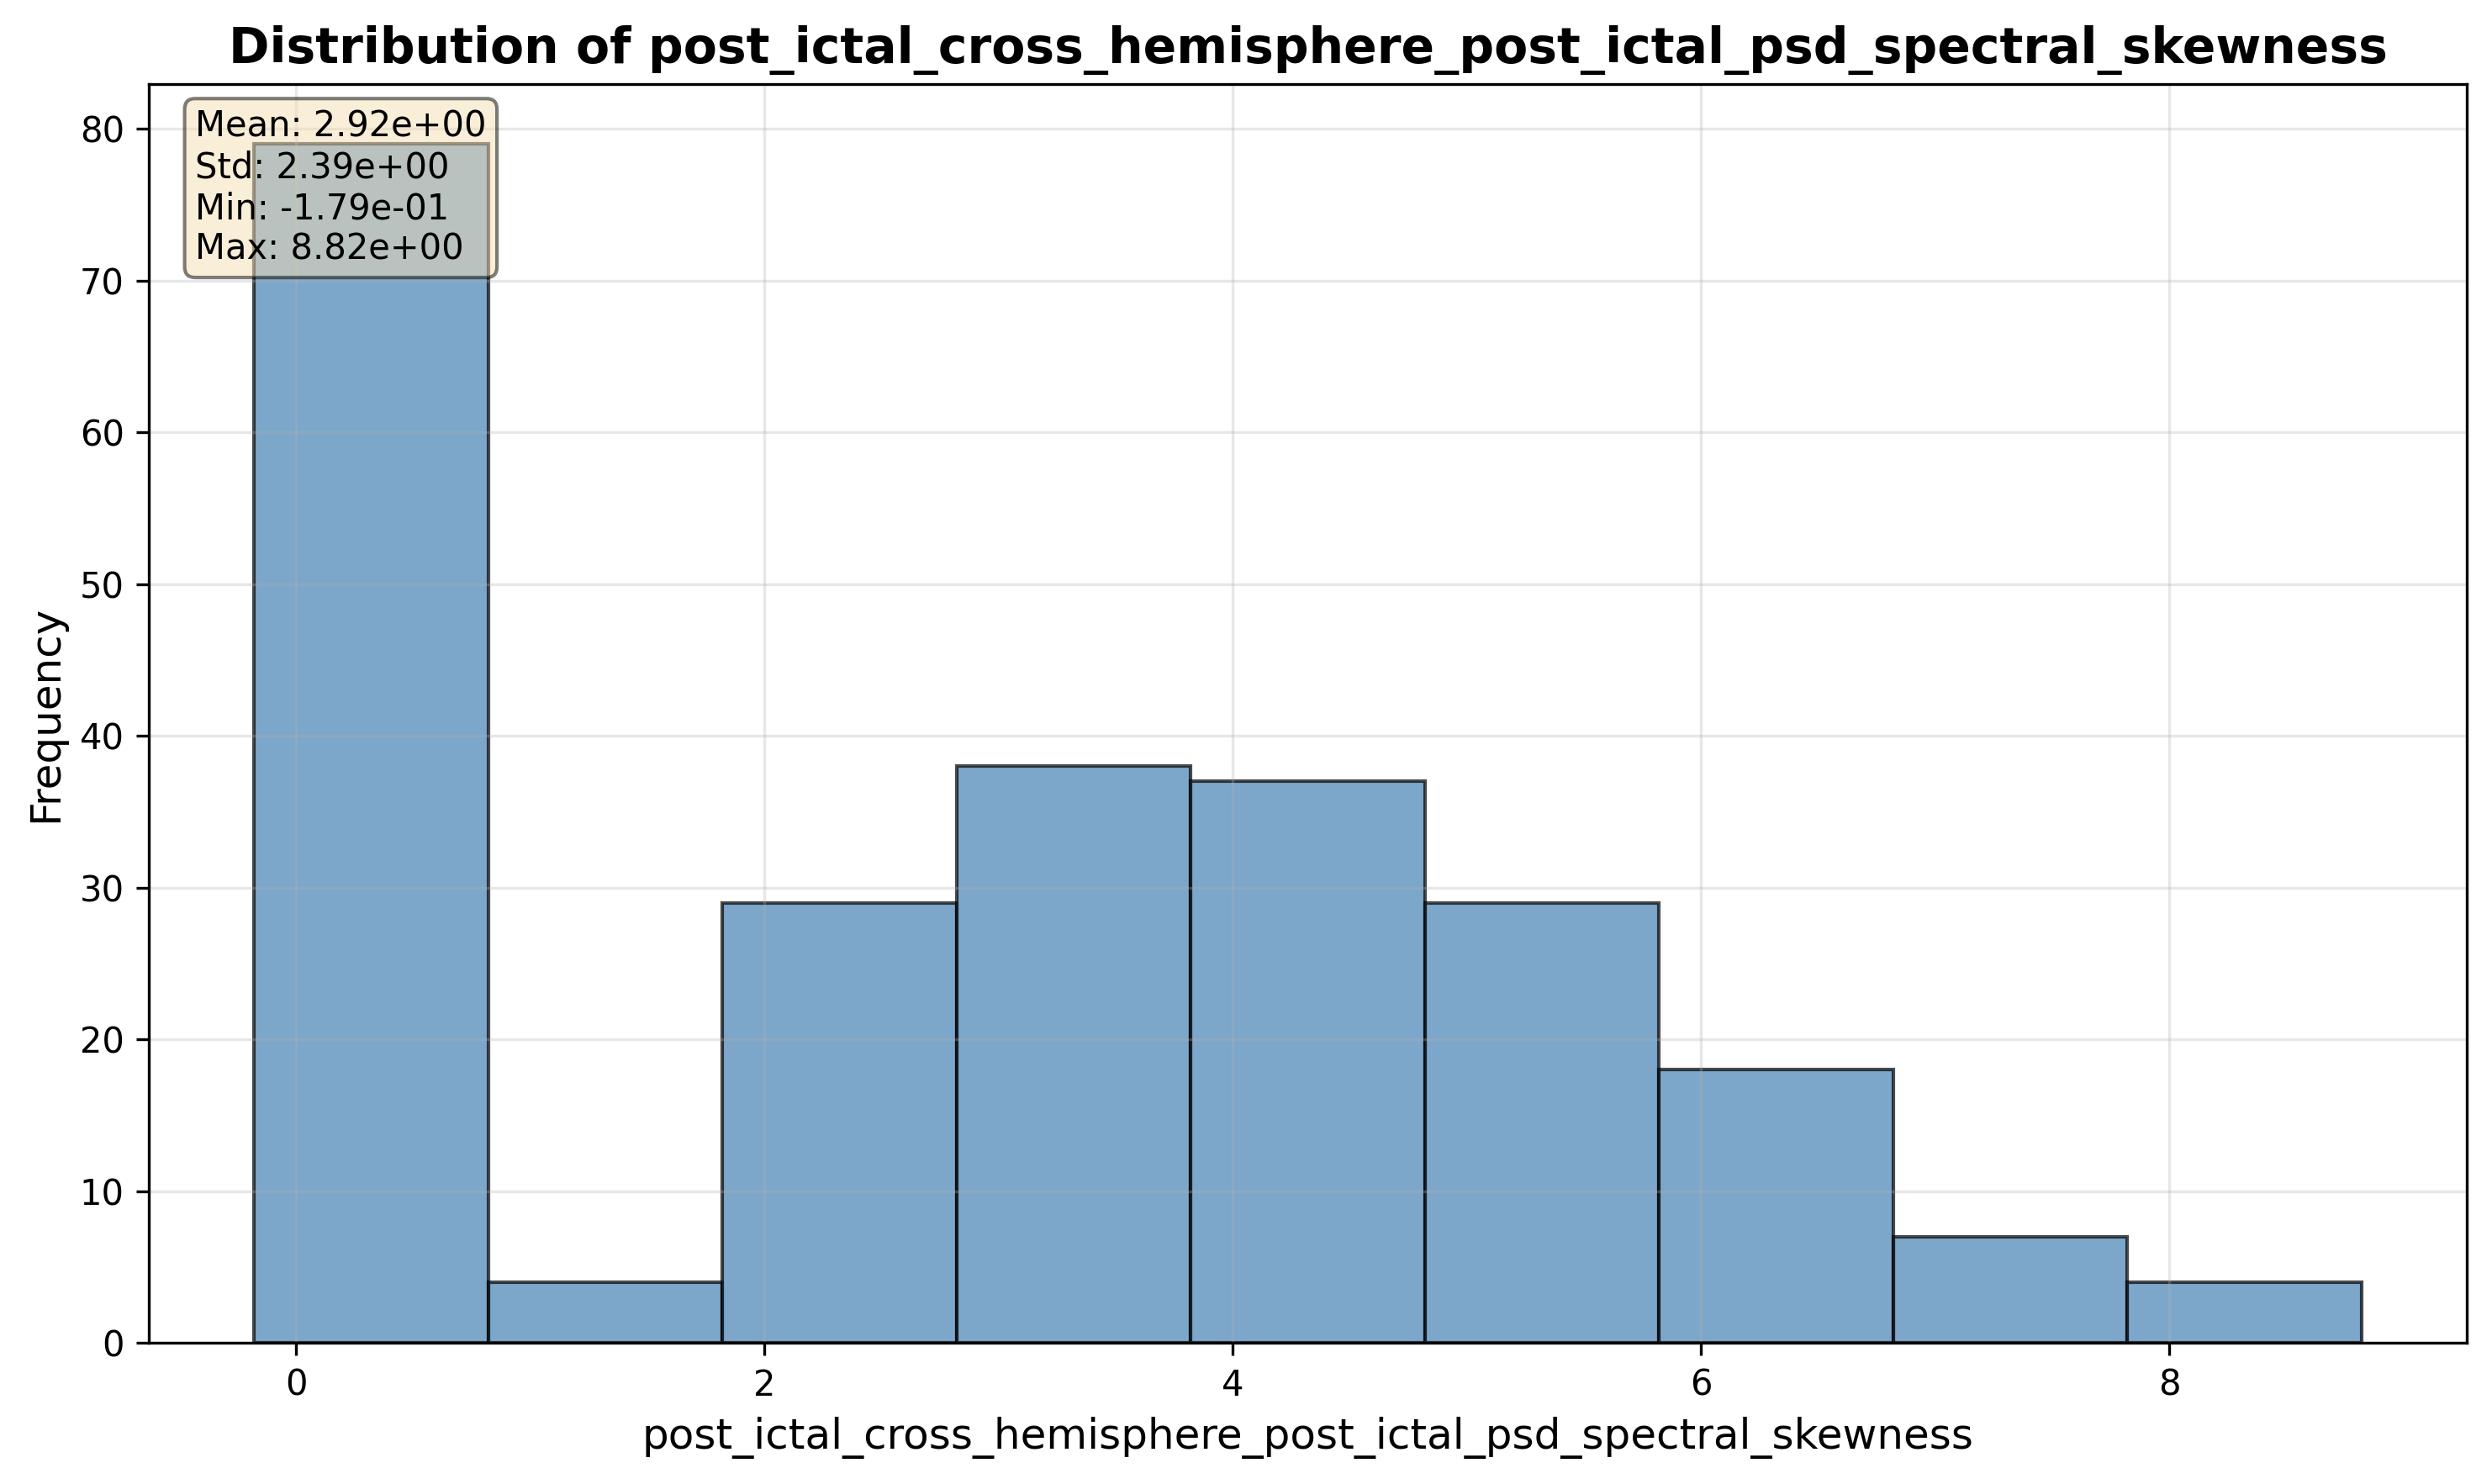 Distribution of post_ictal_cross_hemisphere_post_ictal_psd_spectral_skewness
Mean: 2.92e+00
Std: 2.39e+00
Min: -1.79e-01
Max: 8.82e+00
80
70
60
50
40
30
20
10
0
Frequency
0 2 4 6 8
post_ictal_cross_hemisphere_post_ictal_psd_spectral_skewness